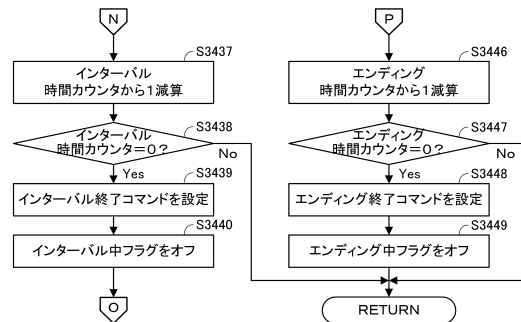 N
S3437
インターバル
時間カウンタから1減算
S3438
インターバル
時間カウンタ=0?
No
Yes
S3439
インターバル終了コマンドを設定
S3440
インターバル中フラグをオフ
O
P
S3446
エンディング
時間カウンタから1減算
S3447
エンディング
時間カウンタ=0?
No
Yes
S3448
エンディング終了コマンドを設定
S3449
エンディング中フラグをオフ
RETURN